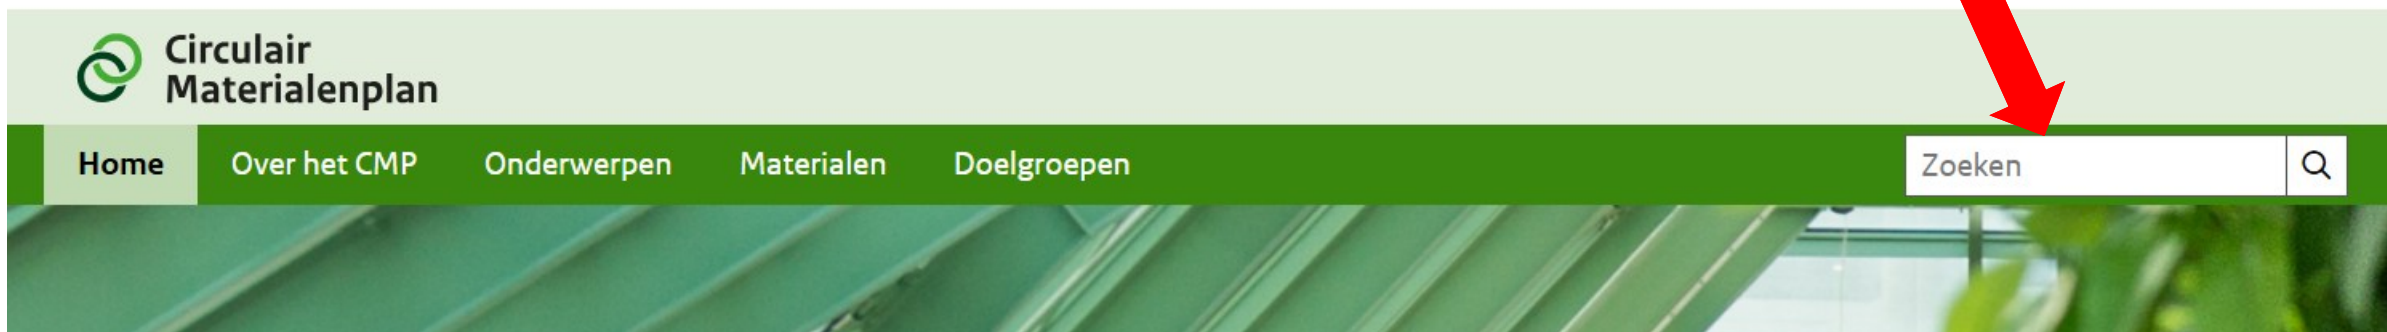 Circulair
Materialenplan
Home Over het CMP Onderwerpen Materialen Doelgroepen Zoeken